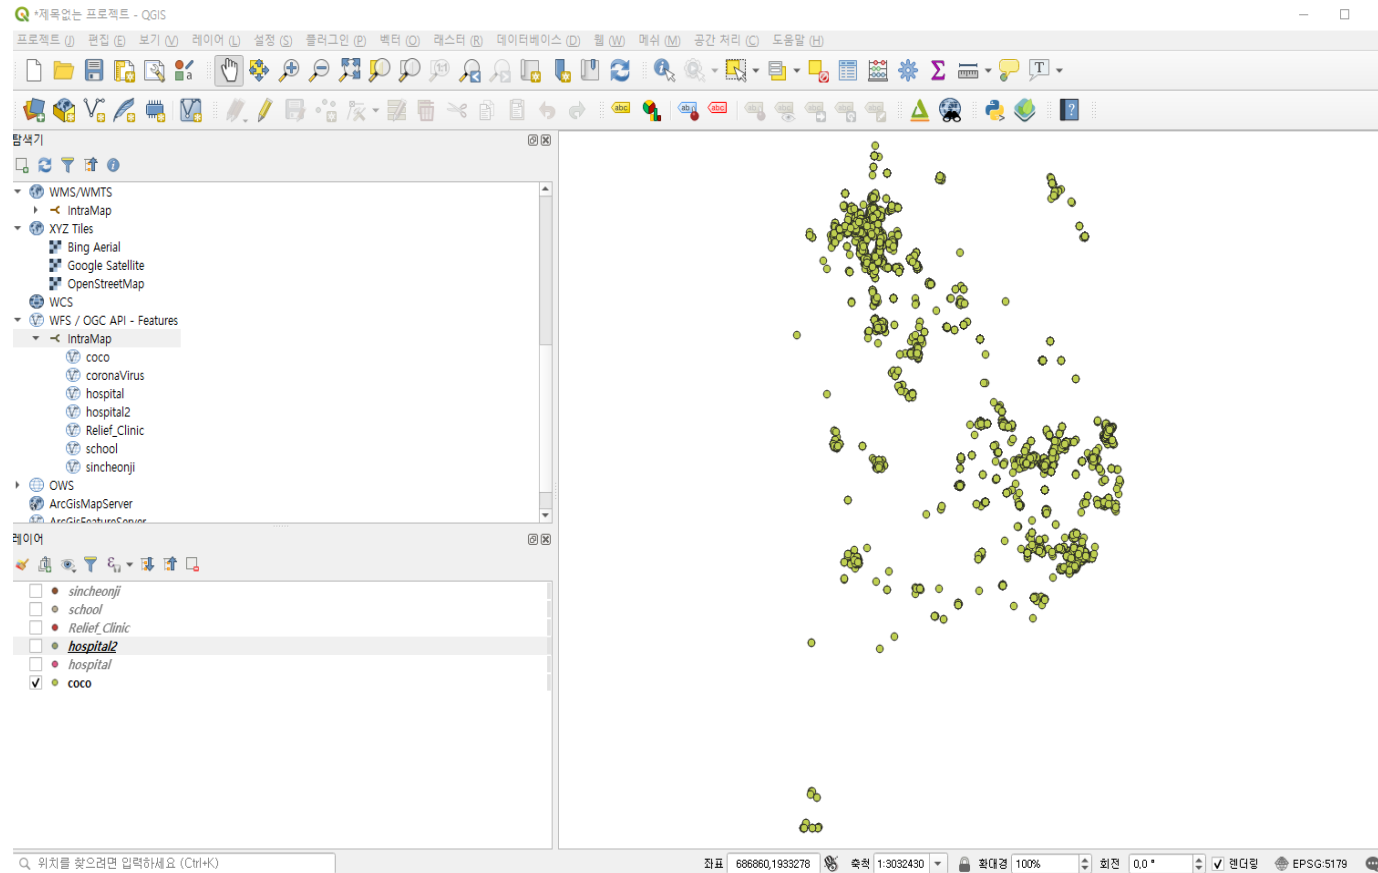 *제목없는 프로젝트 - QGIS
프로젝트 (J) 편집 (E) 보기 (V) 레이어 (L) 설정 (S) 플러그인 (P) 벡터 (O) 래스터 (R) 데이터베이스 (D) 웹 (W) 메쉬 (M) 공간 처리 (C) 도움말 (H)
탐색기
WMS/WMTS
IntraMap
XYZ Tiles
Bing Aerial
Google Satellite
OpenStreetMap
WCS
WFS / OGC API - Features
IntraMap
coco
coronaVirus
hospital
hospital2
Relief_Clinic
school
sincheonji
OWS
ArcGisMapServer
ArcGisFeatureServer
레이어
sincheonji
school
Relief_Clinic
hospital2
hospital
coco
위치를 찾으려면 입력하세요 (Ctrl+K)
좌표 686860,1933278 축척 1:3032430 확대경 100% 회전 0.0 ° 렌더링 EPSG:5179